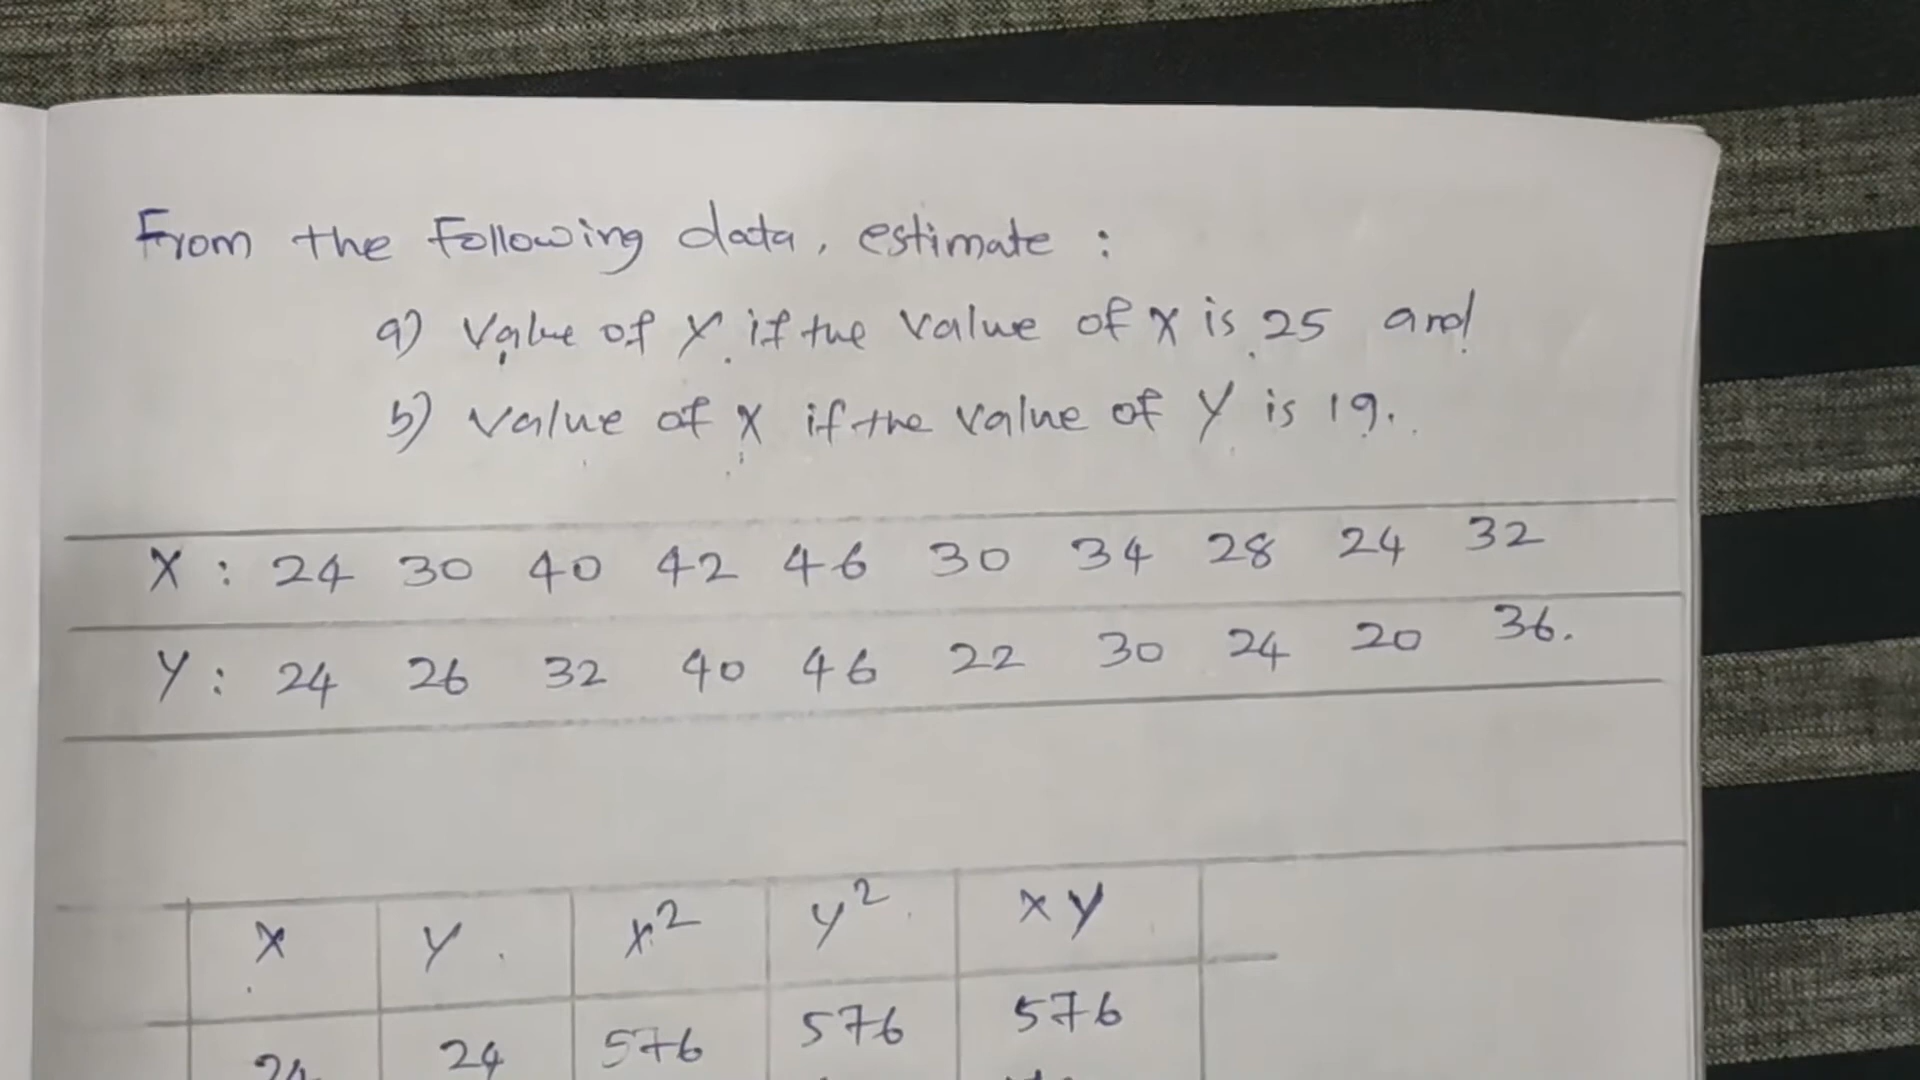 From the Following data, estimate :
a) Value of Y if the value of X is 25 and
b) Value of X if the value of Y is 19.
X : 24 30 40 42 46 30 34 28 24 32
Y : 24 26 32 40 46 22 30 24 20 36.
X Y X² Y² XY
24 24 576 576 576